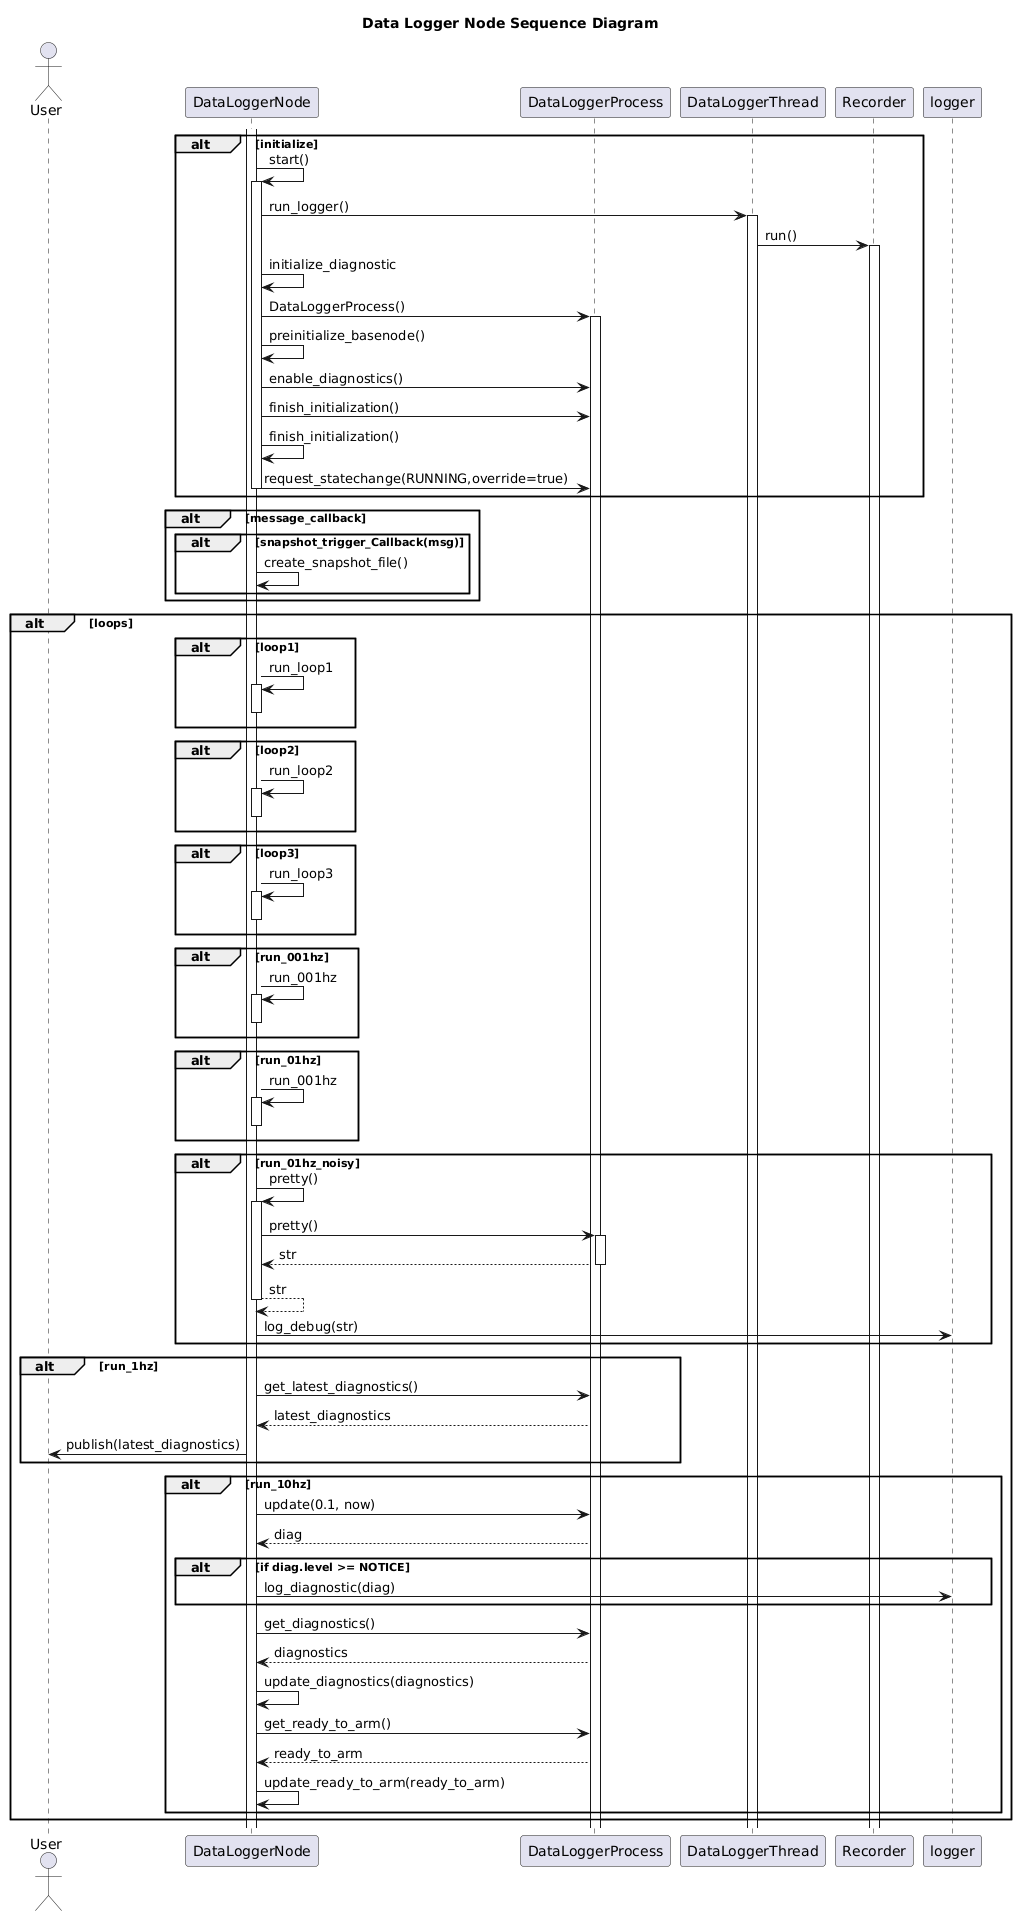 Data Logger Node Sequence Diagram
User
DataLoggerNode
DataLoggerProcess
DataLoggerThread
Recorder
logger
alt [initialize]
start()
run_logger()
run()
initialize_diagnostic
DataLoggerProcess()
preinitialize_basenode()
enable_diagnostics()
finish_initialization()
finish_initialization()
request_statechange(RUNNING,override=true)
alt [message_callback]
alt [snapshot_trigger_Callback(msg)]
create_snapshot_file()
alt [loops]
alt [loop1]
run_loop1
alt [loop2]
run_loop2
alt [loop3]
run_loop3
alt [run_001hz]
run_001hz
alt [run_01hz]
run_001hz
alt [run_01hz_noisy]
pretty()
pretty()
str
str
log_debug(str)
alt [run_1hz]
get_latest_diagnostics()
latest_diagnostics
publish(latest_diagnostics)
alt [run_10hz]
update(0.1, now)
diag
alt [if diag.level >= NOTICE]
log_diagnostic(diag)
get_diagnostics()
diagnostics
update_diagnostics(diagnostics)
get_ready_to_arm()
ready_to_arm
update_ready_to_arm(ready_to_arm)
User
DataLoggerNode
DataLoggerProcess
DataLoggerThread
Recorder
logger